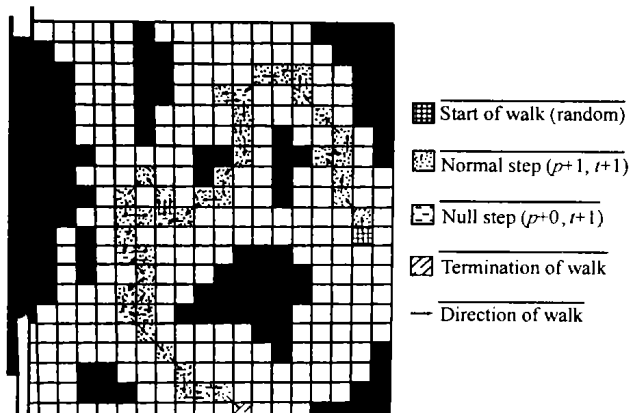 Start of walk (random)
Normal step (p+1, t+1)
Null step (p+0, t+1)
Termination of walk
Direction of walk